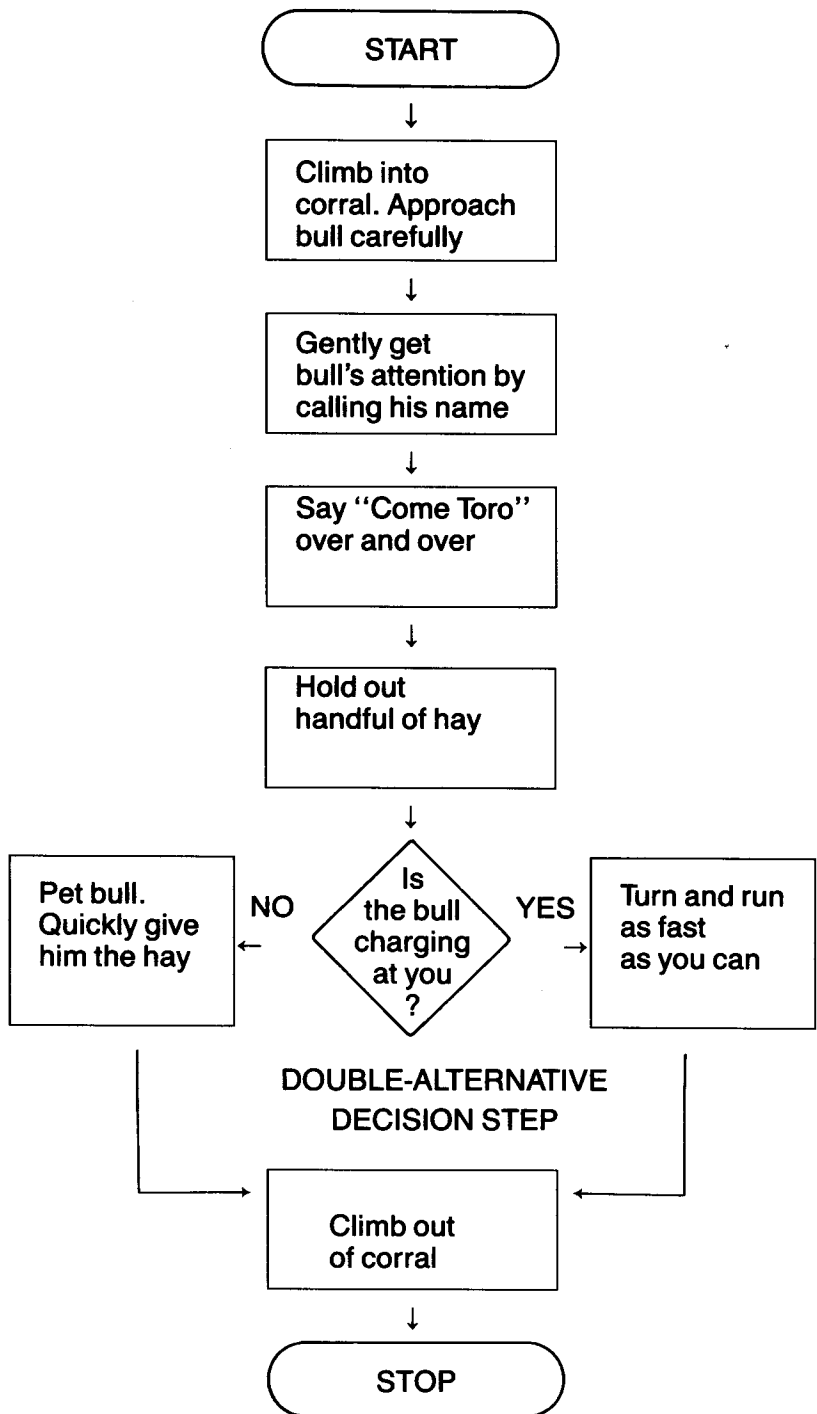 START
Climb into
corral. Approach
bull carefully
Gently get
bull's attention by
calling his name
Say "Come Toro"
over and over
Hold out
handful of hay
Is
the bull
charging
at you
?
NO
YES
Pet bull.
Quickly give
him the hay
Turn and run
as fast
as you can
DOUBLE-ALTERNATIVE
DECISION STEP
Climb out
of corral
STOP